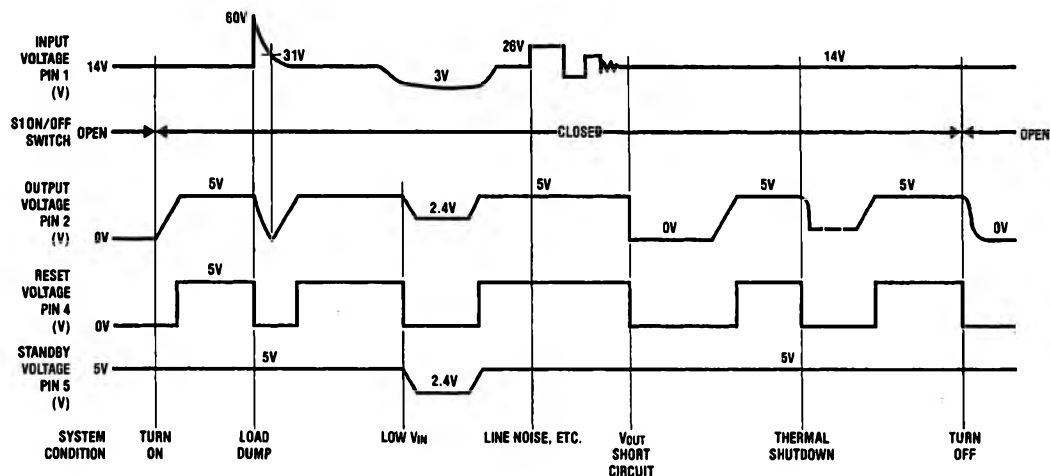 60V
INPUT
VOLTAGE
PIN 1
(V)
14V
31V
3V
26V
14V
S1 ON/OFF
SWITCH
OPEN
CLOSED
OPEN
OUTPUT
VOLTAGE
PIN 2
(V)
0V
5V
2.4V
5V
0V
5V
5V
0V
RESET
VOLTAGE
PIN 4
(V)
0V
5V
STANDBY
VOLTAGE
PIN 5
(V)
5V
5V
2.4V
5V
SYSTEM
CONDITION
TURN
ON
LOAD
DUMP
LOW VIN
LINE NOISE, ETC.
VOUT
SHORT
CIRCUIT
THERMAL
SHUTDOWN
TURN
OFF